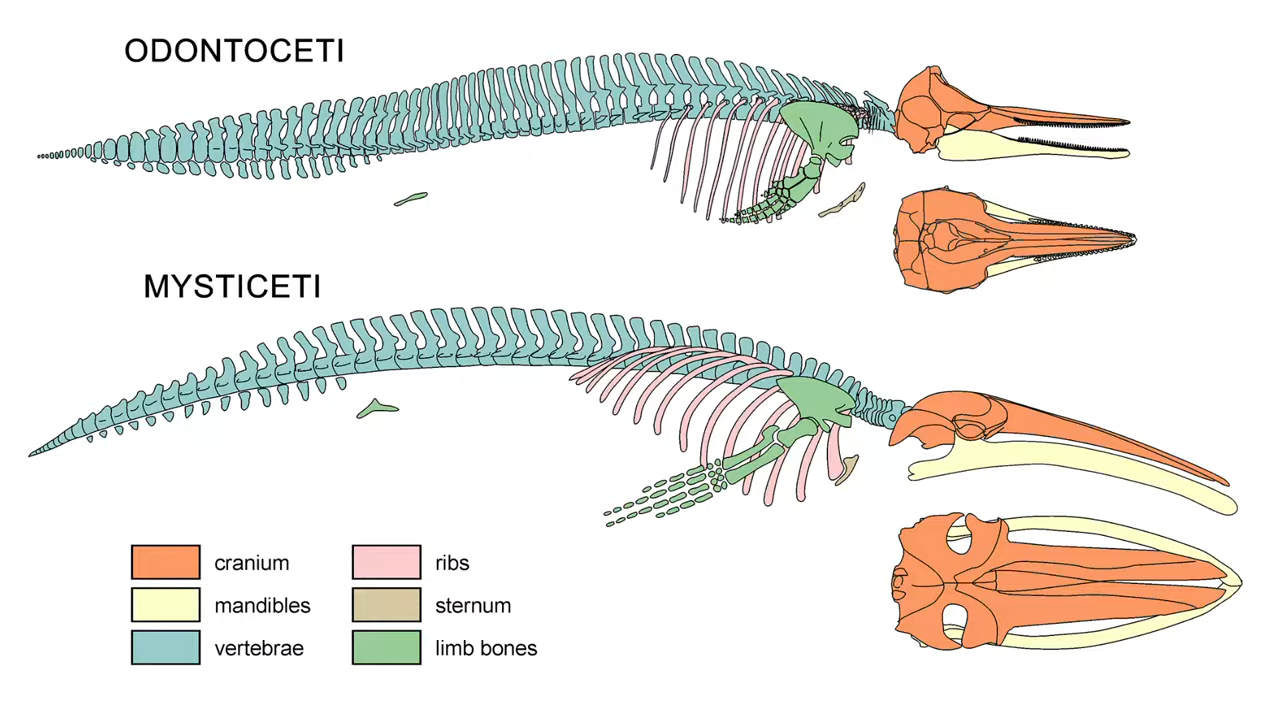 ODONTOCETI
MYSTICETI
cranium
mandibles
vertebrae
ribs
sternum
limb bones